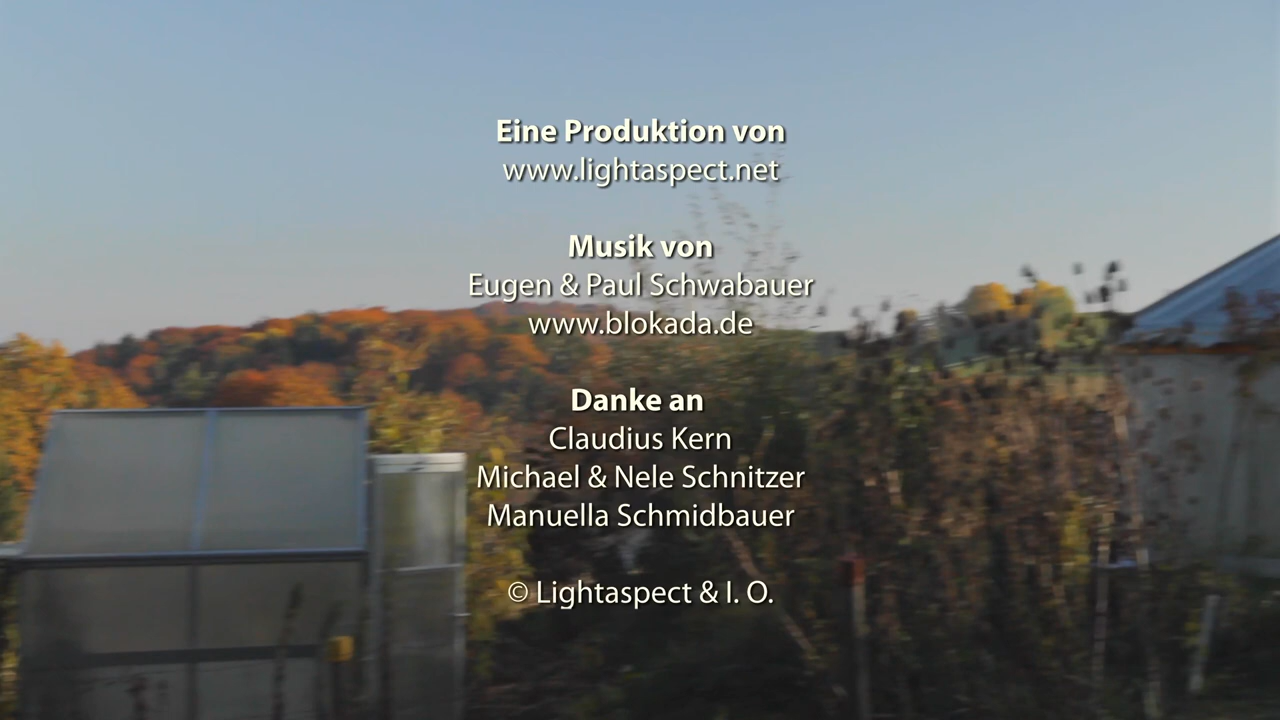 Eine Produktion von
www.lightaspect.net
Musik von
Eugen & Paul Schwabauer
www.blokada.de
Danke an
Claudius Kern
Michael & Nele Schnitzer
Manuella Schmidbauer
© Lightaspect & I. O.